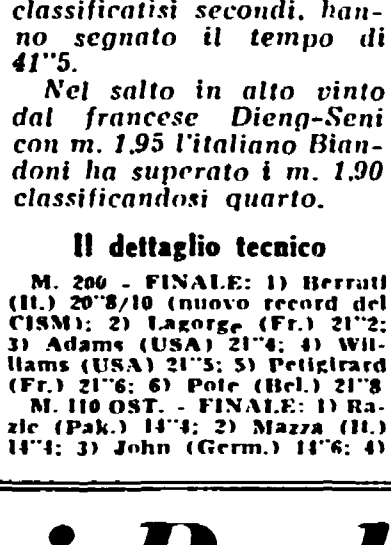 classificatisi secondi, han-
no segnato il tempo di
41"5.
Nel salto in alto vinto
dal francese Dieng-Seni
con m. 1,95 l'italiano Bian-
doni ha superato i m. 1,90
classificandosi quarto.
Il dettaglio tecnico
M. 200 - FINALE: 1) Berruti
(It.) 20"8/10 (nuovo record del
CISM); 2) Lagorge (Fr.) 21"2;
3) Adams (USA) 21"4; 4) Wil-
liams (USA) 21"5; 5) Petigirard
(Fr.) 21"6; 6) Pote (Bel.) 21"8
M. 110 OST. - FINALE: 1) Ra-
zic (Pak.) 14"4; 2) Mazza (It.)
14"4; 3) John (Germ.) 14"6; 4)